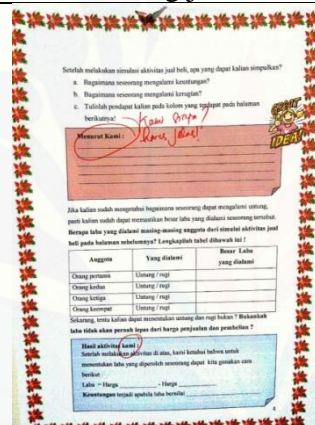 Setelah melakukan simulasi aktivitas jual beli, apa yang dapat kalian simpulkan?
a. Bagaimana seseorang mengalami keuntungan?
b. Bagaimana seseorang mengalami kerugian?
c. Tulislah pendapat kalian pada kolom yang terdapat pada halaman
berikutnya!
Kami siapa?
harus jelas!
Menurut Kami :
GREAT
IDEA
Jika kalian sudah mengetahui bagaimana seseorang dapat mengalami untung,
pasti kalian sudah dapat memastikan besar laba yang dialami seseorang tersebut.
Berapa laba yang dialami masing-masing anggota dari simulasi aktivitas jual
beli pada halaman sebelumnya? Lengkapilah tabel dibawah ini !
Anggota Yang dialami Besar Laba
yang dialami
Orang pertama Untung / rugi
Orang kedua Untung / rugi
Orang ketiga Untung / rugi
Orang keempat Untung / rugi
Sekarang, tentu kalian dapat menentukan untung dan rugi bukan ? Bukankah
laba tidak akan pernah lepas dari harga penjualan dan pembelian ?
Hasil aktivitas kami :
Setelah melakukan aktivitas di atas, kami ketahui bahwa untuk
menentukan laba yang diperoleh seseorang dapat kita gunakan cara
berikut :
Laba = Harga - Harga
Keuntungan terjadi apabila laba bernilai